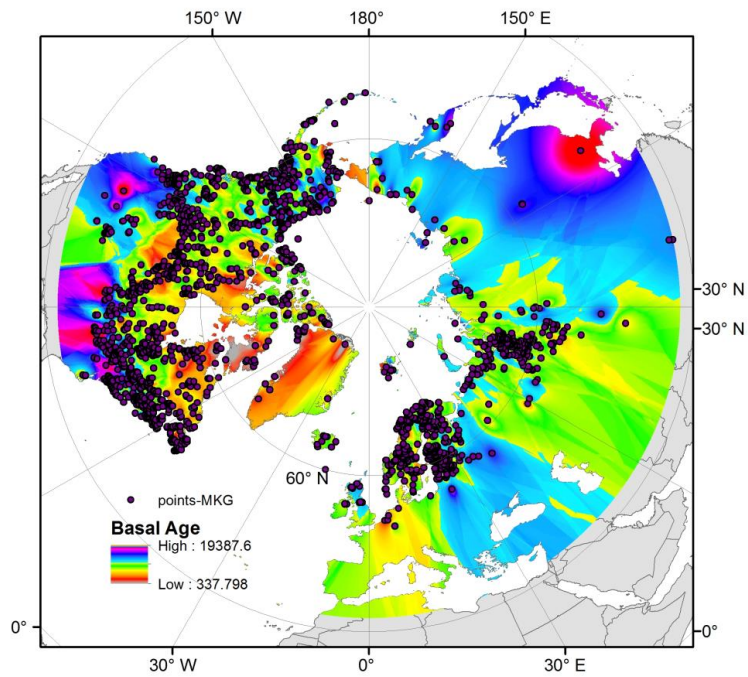 150° W
180°
150° E
30° N
30° N
60° N
points-MKG
Basal Age
High : 19387.6
Low : 337.798
0°
0°
30° W
0°
30° E